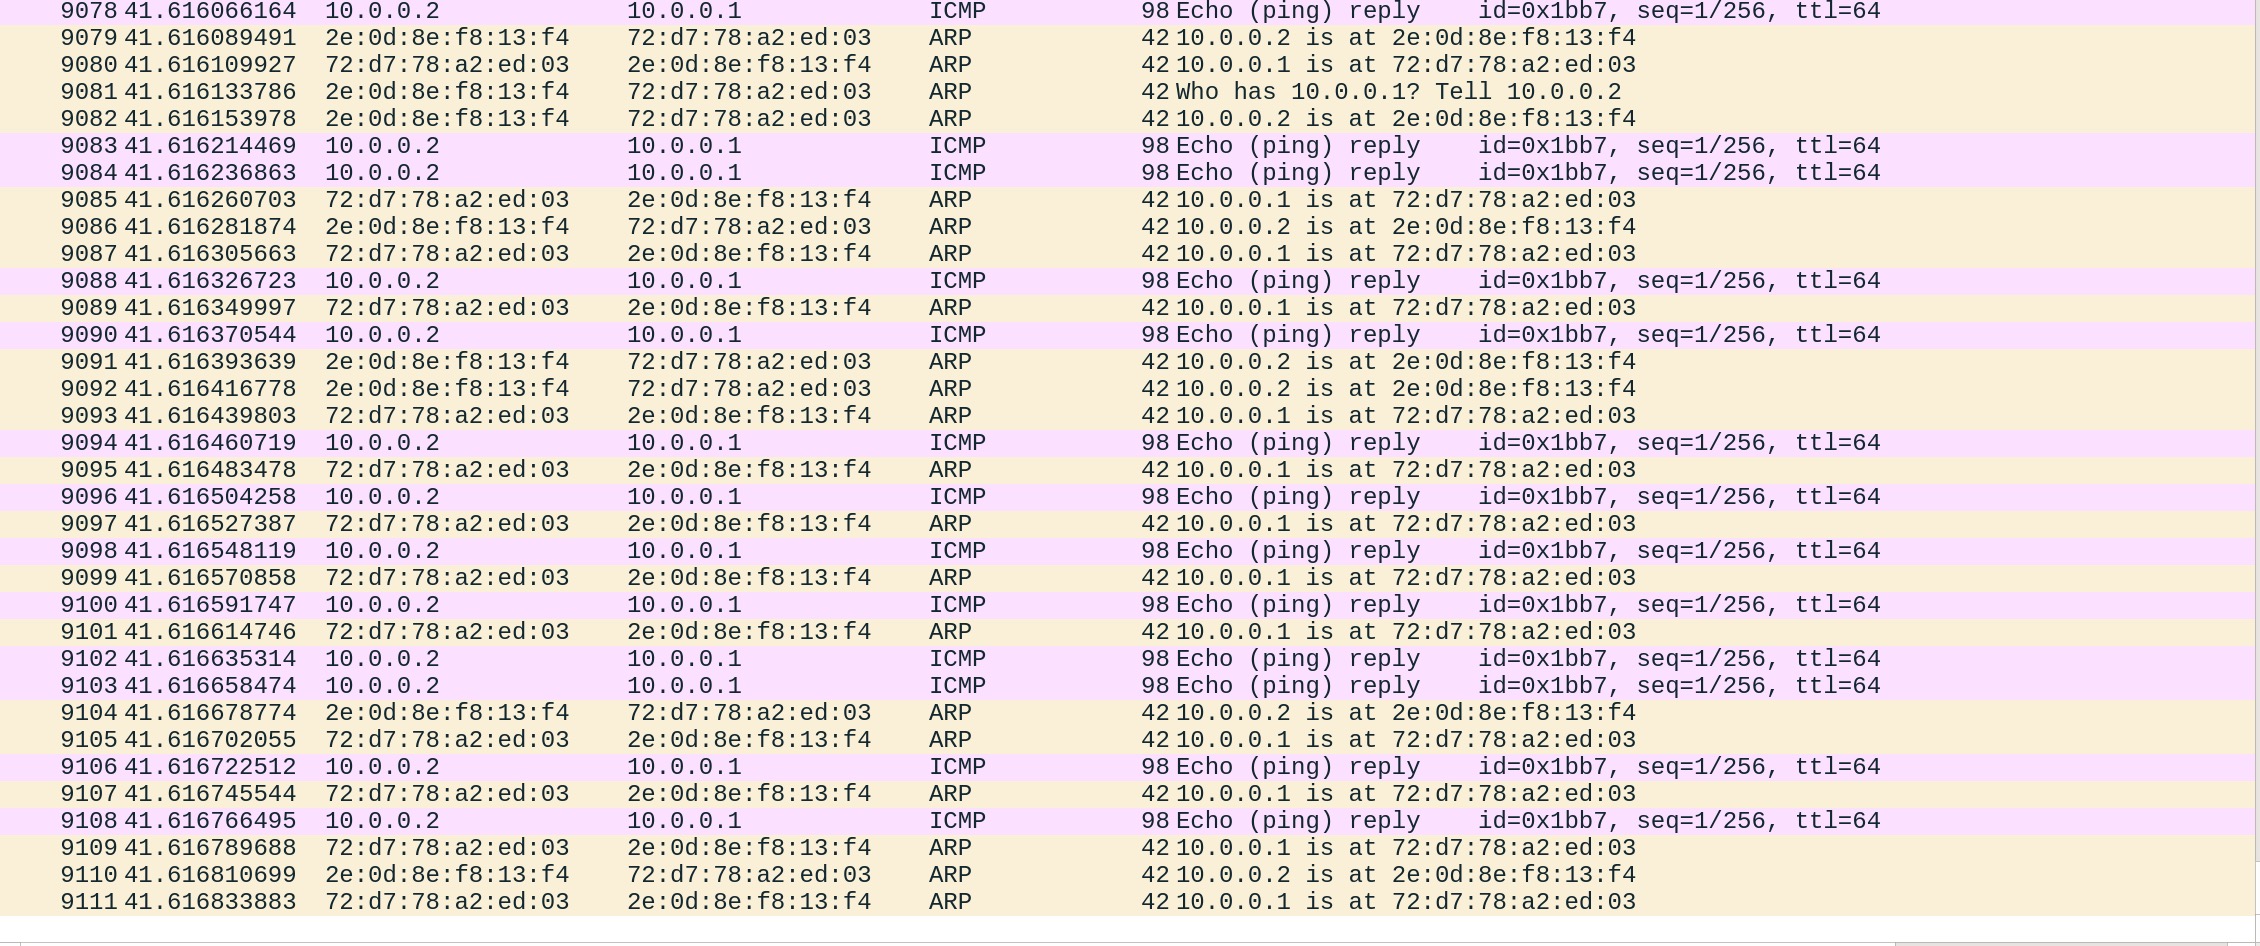 9078 41.616066164 10.0.0.2 10.0.0.1 ICMP 98 Echo (ping) reply id=0x1bb7, seq=1/256, ttl=64
9079 41.616089491 2e:0d:8e:f8:13:f4 72:d7:78:a2:ed:03 ARP 42 10.0.0.2 is at 2e:0d:8e:f8:13:f4
9080 41.616109927 72:d7:78:a2:ed:03 2e:0d:8e:f8:13:f4 ARP 42 10.0.0.1 is at 72:d7:78:a2:ed:03
9081 41.616133786 2e:0d:8e:f8:13:f4 72:d7:78:a2:ed:03 ARP 42 Who has 10.0.0.1? Tell 10.0.0.2
9082 41.616153978 2e:0d:8e:f8:13:f4 72:d7:78:a2:ed:03 ARP 42 10.0.0.2 is at 2e:0d:8e:f8:13:f4
9083 41.616214469 10.0.0.2 10.0.0.1 ICMP 98 Echo (ping) reply id=0x1bb7, seq=1/256, ttl=64
9084 41.616236863 10.0.0.2 10.0.0.1 ICMP 98 Echo (ping) reply id=0x1bb7, seq=1/256, ttl=64
9085 41.616260703 72:d7:78:a2:ed:03 2e:0d:8e:f8:13:f4 ARP 42 10.0.0.1 is at 72:d7:78:a2:ed:03
9086 41.616281874 2e:0d:8e:f8:13:f4 72:d7:78:a2:ed:03 ARP 42 10.0.0.2 is at 2e:0d:8e:f8:13:f4
9087 41.616305663 72:d7:78:a2:ed:03 2e:0d:8e:f8:13:f4 ARP 42 10.0.0.1 is at 72:d7:78:a2:ed:03
9088 41.616326723 10.0.0.2 10.0.0.1 ICMP 98 Echo (ping) reply id=0x1bb7, seq=1/256, ttl=64
9089 41.616349997 72:d7:78:a2:ed:03 2e:0d:8e:f8:13:f4 ARP 42 10.0.0.1 is at 72:d7:78:a2:ed:03
9090 41.616370544 10.0.0.2 10.0.0.1 ICMP 98 Echo (ping) reply id=0x1bb7, seq=1/256, ttl=64
9091 41.616393639 2e:0d:8e:f8:13:f4 72:d7:78:a2:ed:03 ARP 42 10.0.0.2 is at 2e:0d:8e:f8:13:f4
9092 41.616416778 2e:0d:8e:f8:13:f4 72:d7:78:a2:ed:03 ARP 42 10.0.0.2 is at 2e:0d:8e:f8:13:f4
9093 41.616439803 72:d7:78:a2:ed:03 2e:0d:8e:f8:13:f4 ARP 42 10.0.0.1 is at 72:d7:78:a2:ed:03
9094 41.616460719 10.0.0.2 10.0.0.1 ICMP 98 Echo (ping) reply id=0x1bb7, seq=1/256, ttl=64
9095 41.616483478 72:d7:78:a2:ed:03 2e:0d:8e:f8:13:f4 ARP 42 10.0.0.1 is at 72:d7:78:a2:ed:03
9096 41.616504258 10.0.0.2 10.0.0.1 ICMP 98 Echo (ping) reply id=0x1bb7, seq=1/256, ttl=64
9097 41.616527387 72:d7:78:a2:ed:03 2e:0d:8e:f8:13:f4 ARP 42 10.0.0.1 is at 72:d7:78:a2:ed:03
9098 41.616548119 10.0.0.2 10.0.0.1 ICMP 98 Echo (ping) reply id=0x1bb7, seq=1/256, ttl=64
9099 41.616570858 72:d7:78:a2:ed:03 2e:0d:8e:f8:13:f4 ARP 42 10.0.0.1 is at 72:d7:78:a2:ed:03
9100 41.616591747 10.0.0.2 10.0.0.1 ICMP 98 Echo (ping) reply id=0x1bb7, seq=1/256, ttl=64
9101 41.616614746 72:d7:78:a2:ed:03 2e:0d:8e:f8:13:f4 ARP 42 10.0.0.1 is at 72:d7:78:a2:ed:03
9102 41.616635314 10.0.0.2 10.0.0.1 ICMP 98 Echo (ping) reply id=0x1bb7, seq=1/256, ttl=64
9103 41.616658474 10.0.0.2 10.0.0.1 ICMP 98 Echo (ping) reply id=0x1bb7, seq=1/256, ttl=64
9104 41.616678774 2e:0d:8e:f8:13:f4 72:d7:78:a2:ed:03 ARP 42 10.0.0.2 is at 2e:0d:8e:f8:13:f4
9105 41.616702055 72:d7:78:a2:ed:03 2e:0d:8e:f8:13:f4 ARP 42 10.0.0.1 is at 72:d7:78:a2:ed:03
9106 41.616722512 10.0.0.2 10.0.0.1 ICMP 98 Echo (ping) reply id=0x1bb7, seq=1/256, ttl=64
9107 41.616745544 72:d7:78:a2:ed:03 2e:0d:8e:f8:13:f4 ARP 42 10.0.0.1 is at 72:d7:78:a2:ed:03
9108 41.616766495 10.0.0.2 10.0.0.1 ICMP 98 Echo (ping) reply id=0x1bb7, seq=1/256, ttl=64
9109 41.616789688 72:d7:78:a2:ed:03 2e:0d:8e:f8:13:f4 ARP 42 10.0.0.1 is at 72:d7:78:a2:ed:03
9110 41.616810699 2e:0d:8e:f8:13:f4 72:d7:78:a2:ed:03 ARP 42 10.0.0.2 is at 2e:0d:8e:f8:13:f4
9111 41.616833883 72:d7:78:a2:ed:03 2e:0d:8e:f8:13:f4 ARP 42 10.0.0.1 is at 72:d7:78:a2:ed:03